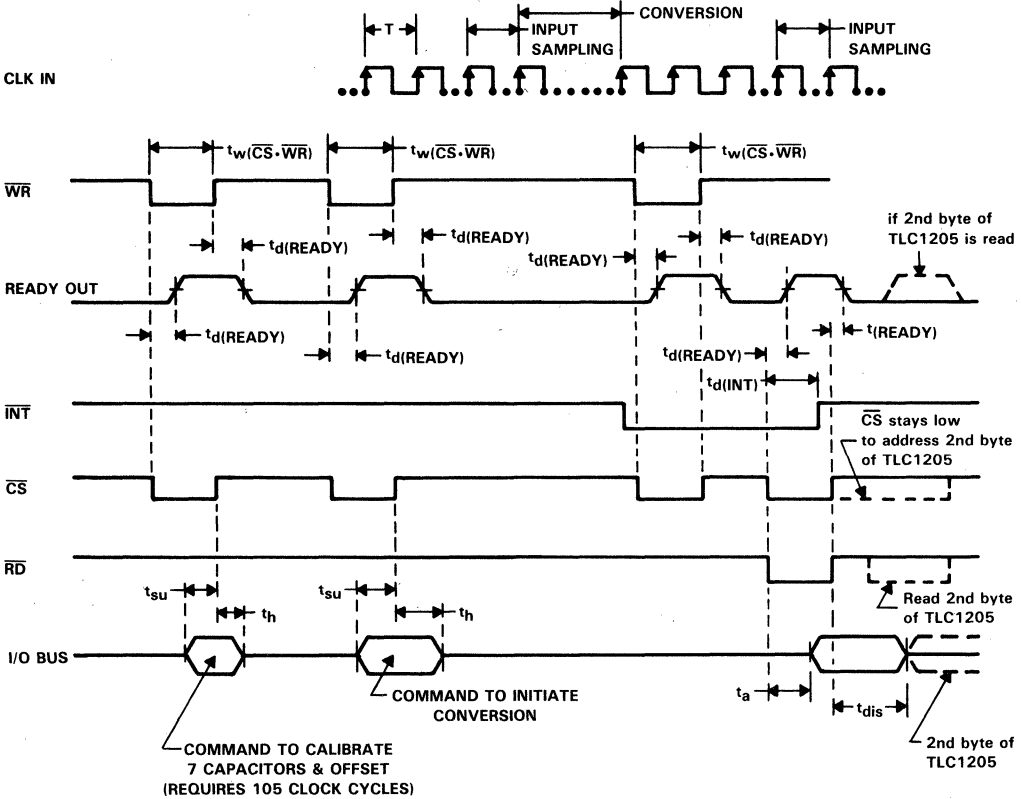 CONVERSION
T
INPUT
SAMPLING
INPUT
SAMPLING
CLK IN
tw(CS·WR)
tw(CS·WR)
tw(CS·WR)
WR
if 2nd byte of
TLC1205 is read
td(READY)
td(READY)
td(READY)
td(READY)
READY OUT
td(READY)
td(READY)
td(READY)
t(READY)
td(INT)
INT
CS stays low
to address 2nd byte
of TLC1205
CS
RD
tsu
th
tsu
th
Read 2nd byte
of TLC1205
I/O BUS
ta
tdis
COMMAND TO INITIATE
CONVERSION
2nd byte of
TLC1205
COMMAND TO CALIBRATE
7 CAPACITORS & OFFSET
(REQUIRES 105 CLOCK CYCLES)